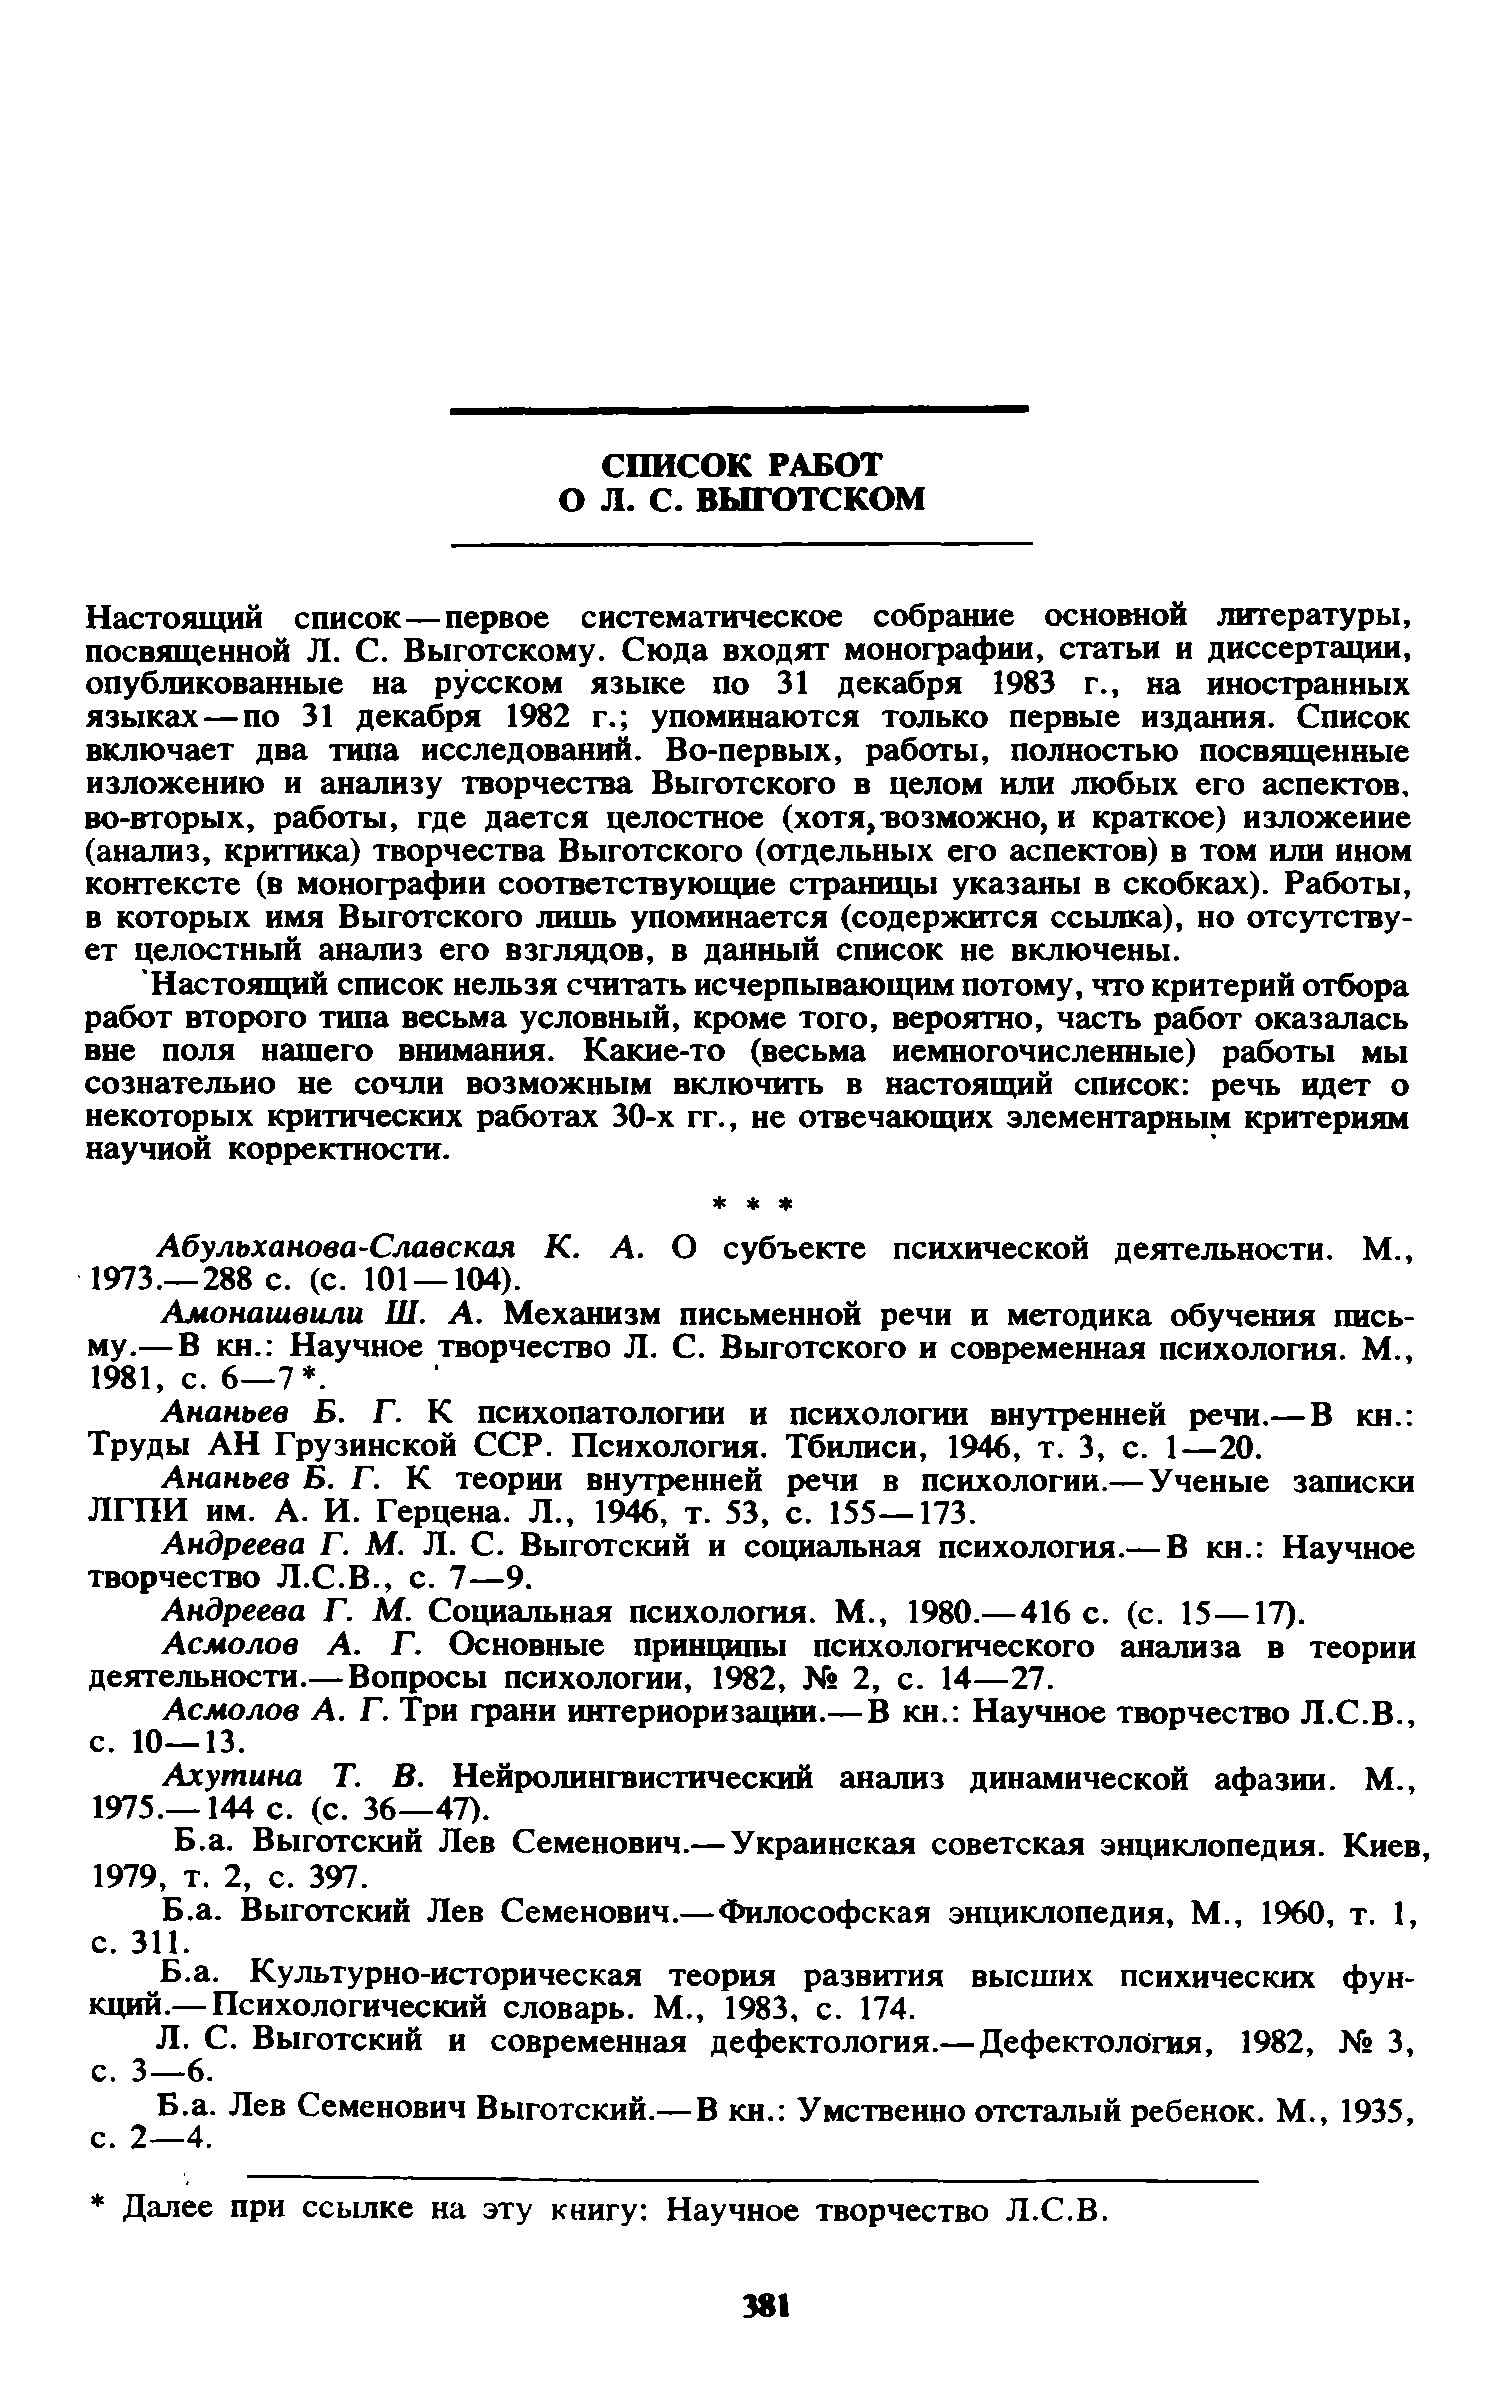 СПИСОК РАБОТ
О Л. С. ВЫГОТСКОМ
Настоящий список—первое систематическое собрание основной литературы,
посвященной Л. С. Выготскому. Сюда входят монографии, статьи и диссертации,
опубликованные на русском языке по 31 декабря 1983 г., на иностранных
языках—по 31 декабря 1982 г.; упоминаются только первые издания. Список
включает два типа исследований. Во-первых, работы, полностью посвященные
изложению и анализу творчества Выготского в целом или любых его аспектов,
во-вторых, работы, где дается целостное (хотя, возможно, и краткое) изложение
(анализ, критика) творчества Выготского (отдельных его аспектов) в том или ином
контексте (в монографии соответствующие страницы указаны в скобках). Работы,
в которых имя Выготского лишь упоминается (содержится ссылка), но отсутству-
ет целостный анализ его взглядов, в данный список не включены.
Настоящий список нельзя считать исчерпывающим потому, что критерий отбора
работ второго типа весьма условный, кроме того, вероятно, часть работ оказалась
вне поля нашего внимания. Какие-то (весьма немногочисленные) работы мы
сознательно не сочли возможным включить в настоящий список: речь идет о
некоторых критических работах 30-х гг., не отвечающих элементарным критериям
научной корректности.
* * *
Абульханова-Славская К. А. О субъекте психической деятельности. М.,
1973.—288 с. (с. 101—104).
Амонашвили Ш. А. Механизм письменной речи и методика обучения пись-
му.—В кн.: Научное творчество Л. С. Выготского и современная психология. М.,
1981, с. 6—7*.
Ананьев Б. Г. К психопатологии и психологии внутренней речи.—В кн.:
Труды АН Грузинской ССР. Психология. Тбилиси, 1946, т. 3, с. 1—20.
Ананьев Б. Г. К теории внутренней речи в психологии.—Ученые записки
ЛГПИ им. А. И. Герцена. Л., 1946, т. 53, с. 155—173.
Андреева Г. М. Л. С. Выготский и социальная психология.—В кн.: Научное
творчество Л.С.В., с. 7—9.
Андреева Г. М. Социальная психология. М., 1980.—416 с. (с. 15—17).
Асмолов А. Г. Основные принципы психологического анализа в теории
деятельности.—Вопросы психологии, 1982, № 2, с. 14—27.
Асмолов А. Г. Три грани интериоризации.—В кн.: Научное творчество Л.С.В.,
с. 10—13.
Ахутина Т. В. Нейролингвистический анализ динамической афазии. М.,
1975.—144 с. (с. 36—47).
Б.а. Выготский Лев Семенович.—Украинская советская энциклопедия. Киев,
1979, т. 2, с. 397.
Б.а. Выготский Лев Семенович.—Философская энциклопедия, М., 1960, т. 1,
с. 311.
Б.а. Культурно-историческая теория развития высших психических фун-
кций.—Психологический словарь. М., 1983, с. 174.
Л. С. Выготский и современная дефектология.—Дефектология, 1982, № 3,
с. 3—6.
Б.а. Лев Семенович Выготский.—В кн.: Умственно отсталый ребенок. М., 1935,
с. 2—4.
* Далее при ссылке на эту книгу: Научное творчество Л.С.В.
381